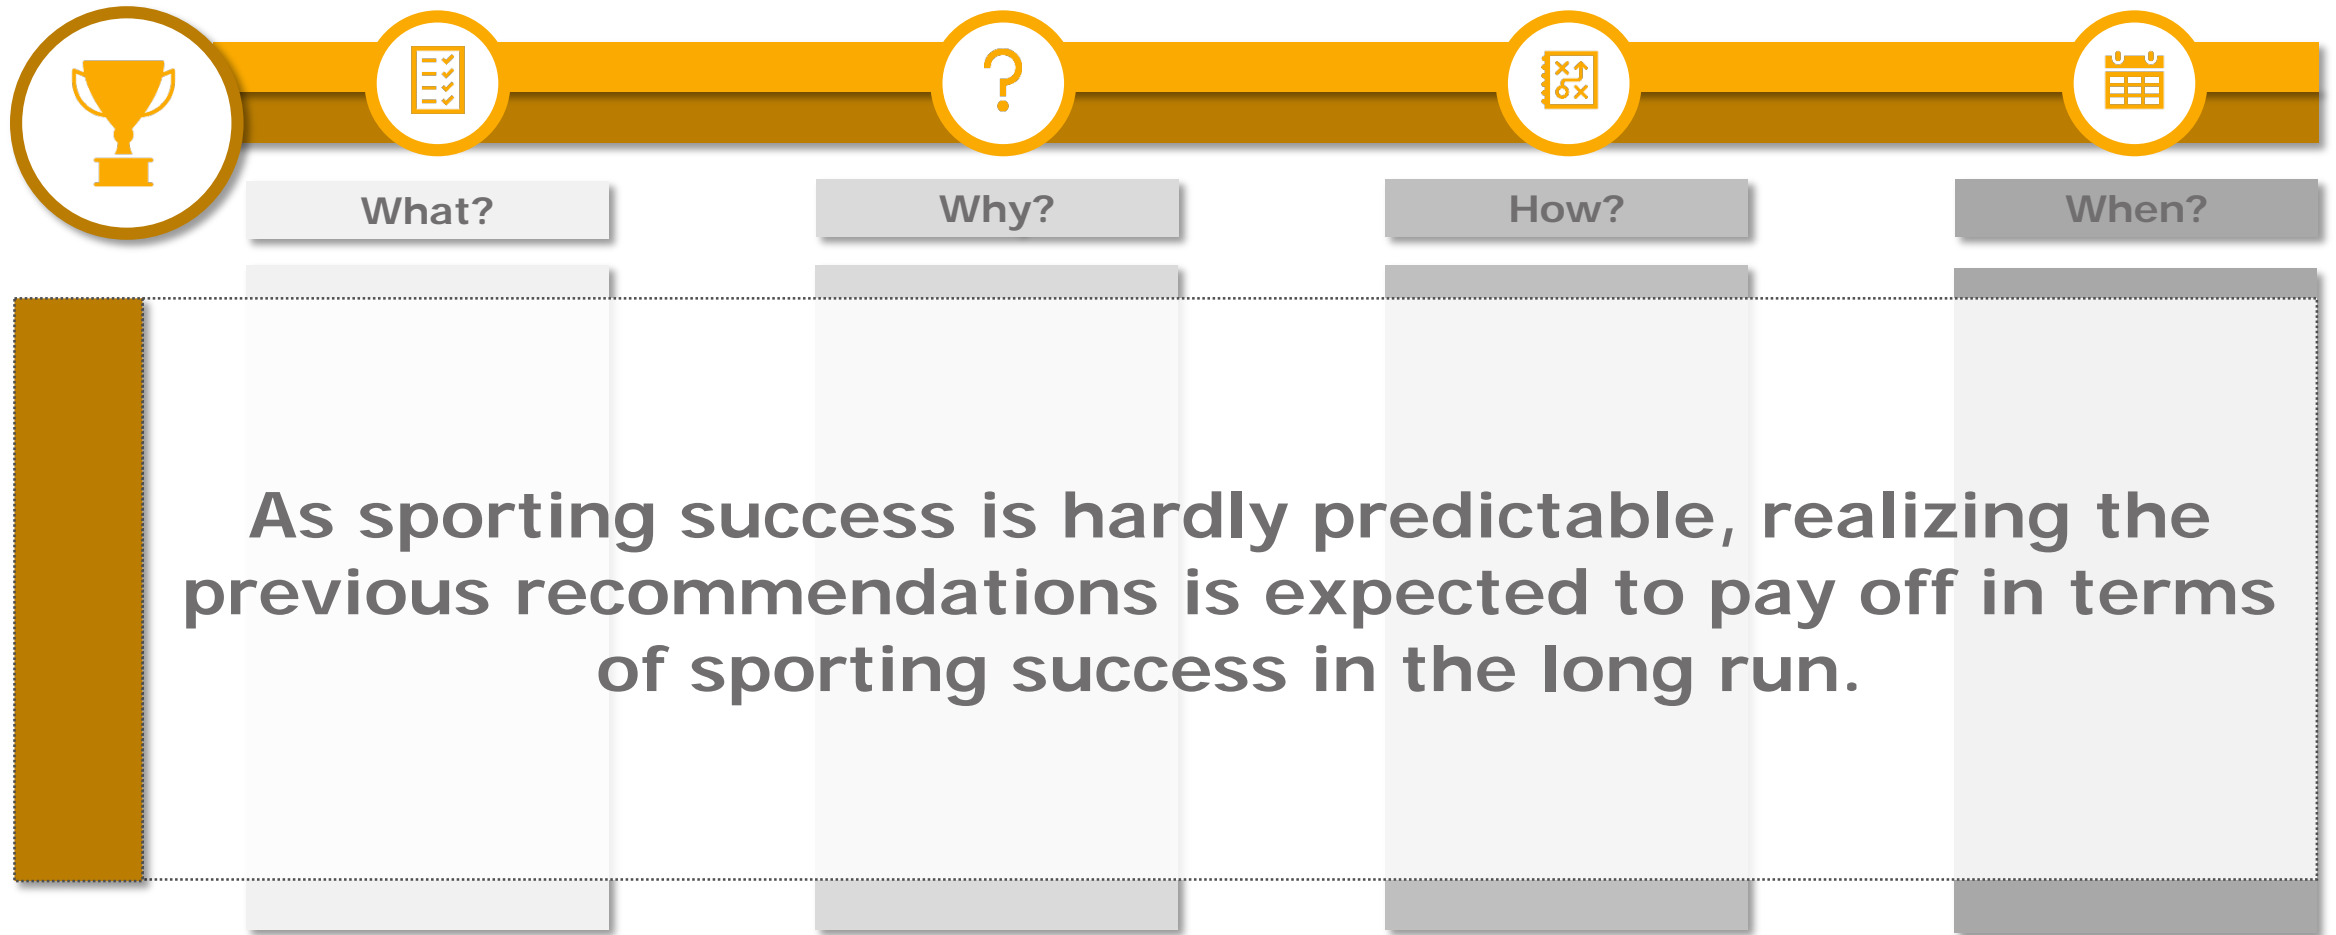 What?
Why?
How?
When?
As sporting success is hardly predictable, realizing the
previous recommendations is expected to pay off in terms
of sporting success in the long run.